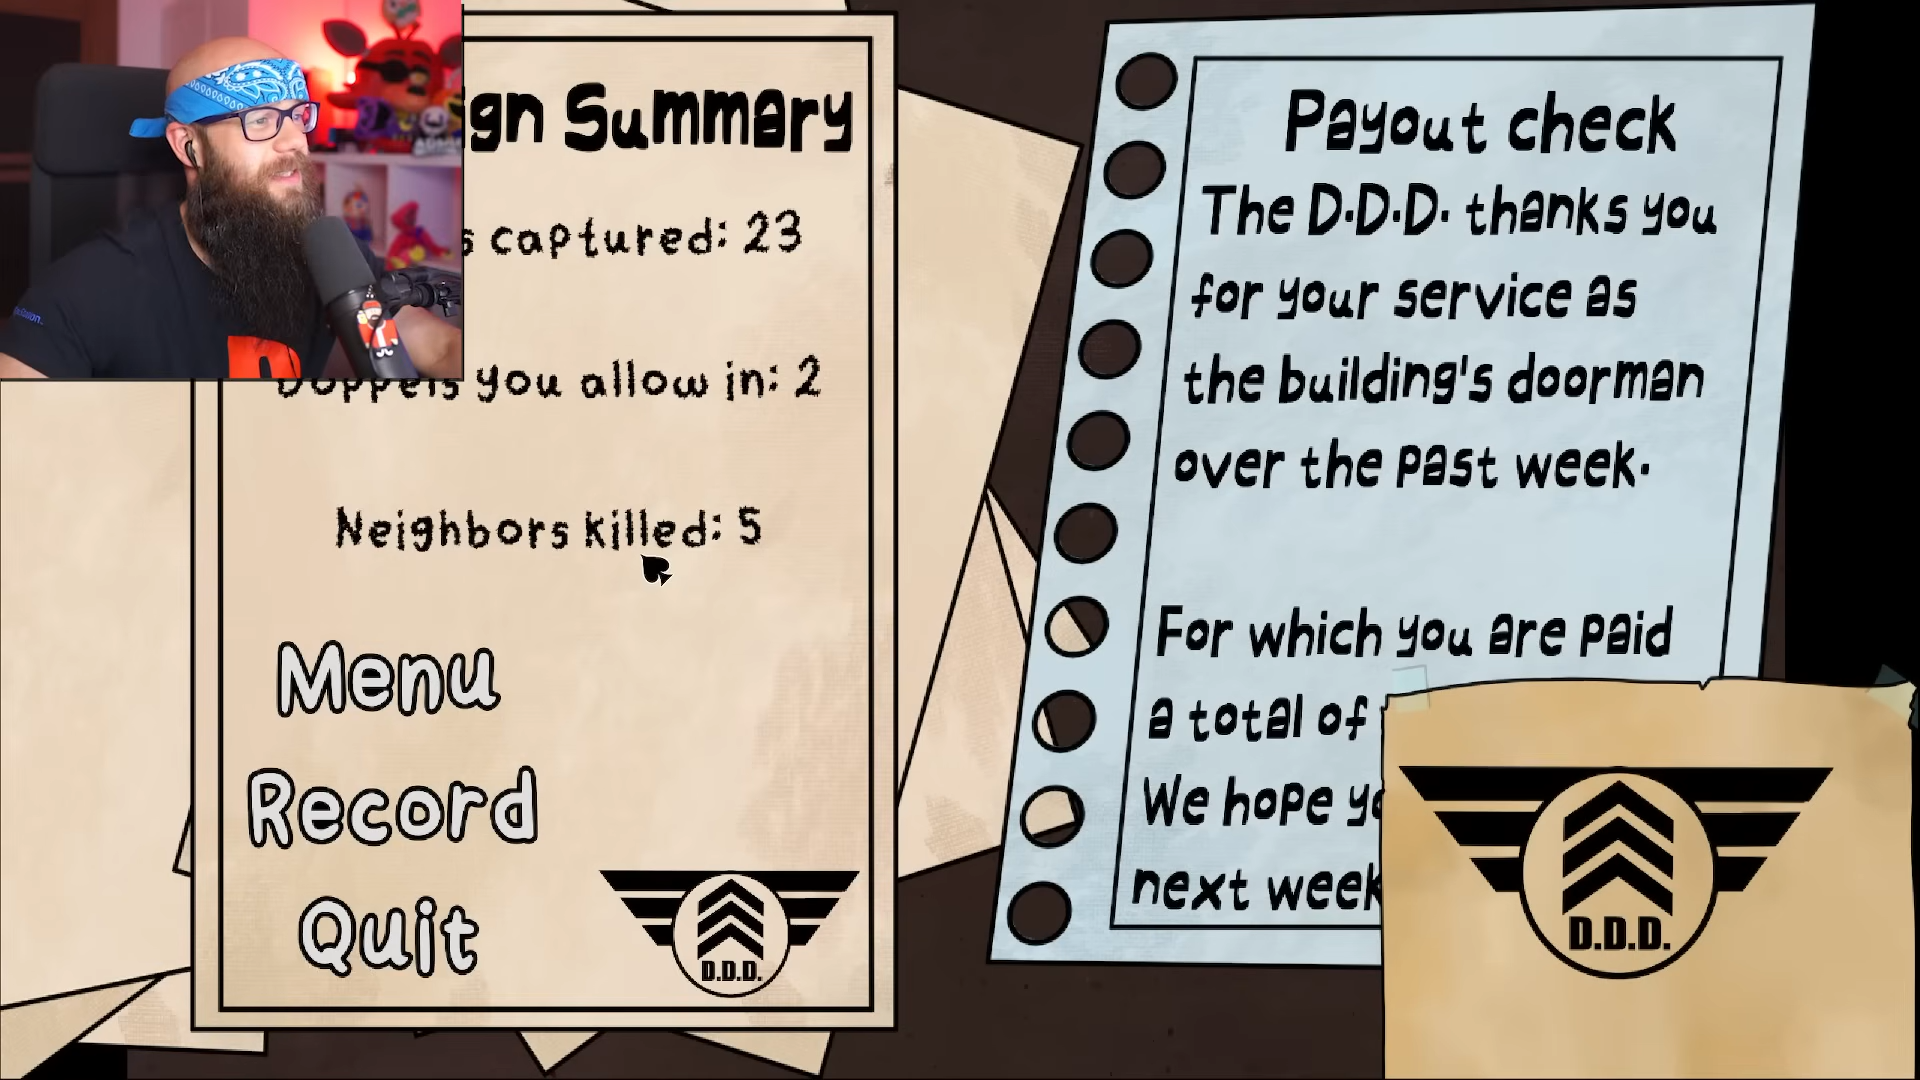 gn Summary
s captured: 23
Doppels you allow in: 2
Neighbors killed: 5
Menu
Record
Quit
D.D.D.
Payout check
The D.D.D. thanks you
for your service as
the building's doorman
over the past week.
For which you are paid
a total of
We hope yo
next week
D.D.D.